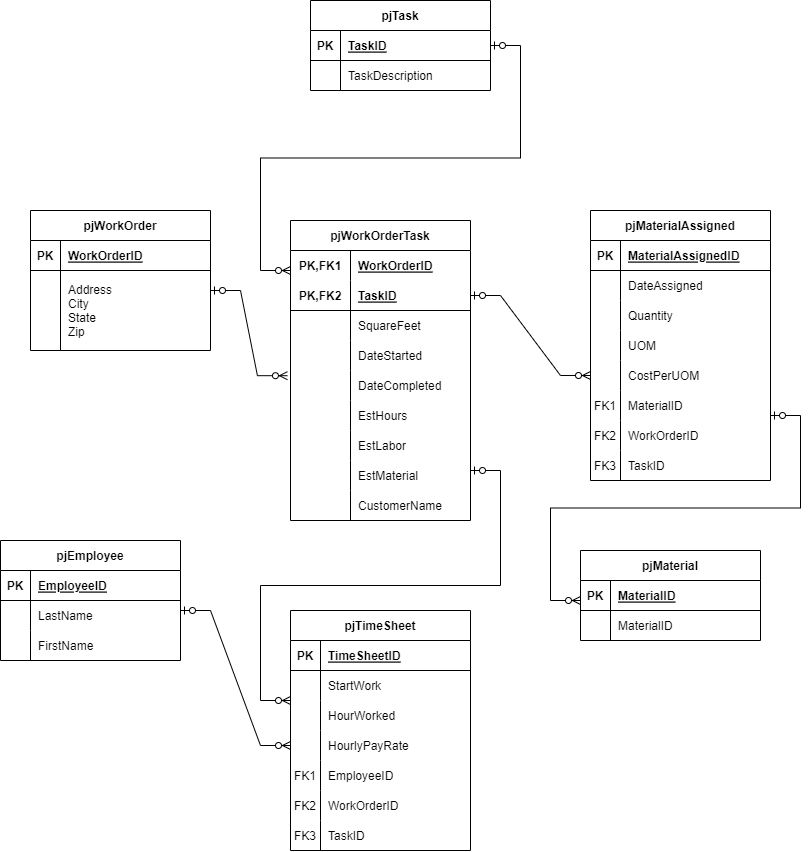 pjTask
PK TaskID
TaskDescription
pjWorkOrder
PK WorkOrderID
Address
City
State
Zip
pjWorkOrderTask
PK,FK1 WorkOrderID
PK,FK2 TaskID
SquareFeet
DateStarted
DateCompleted
EstHours
EstLabor
EstMaterial
CustomerName
pjMaterialAssigned
PK MaterialAssignedID
DateAssigned
Quantity
UOM
CostPerUOM
FK1 MaterialID
FK2 WorkOrderID
FK3 TaskID
pjEmployee
PK EmployeeID
LastName
FirstName
pjTimeSheet
PK TimeSheetID
StartWork
HourWorked
HourlyPayRate
FK1 EmployeeID
FK2 WorkOrderID
FK3 TaskID
pjMaterial
PK MaterialID
MaterialID